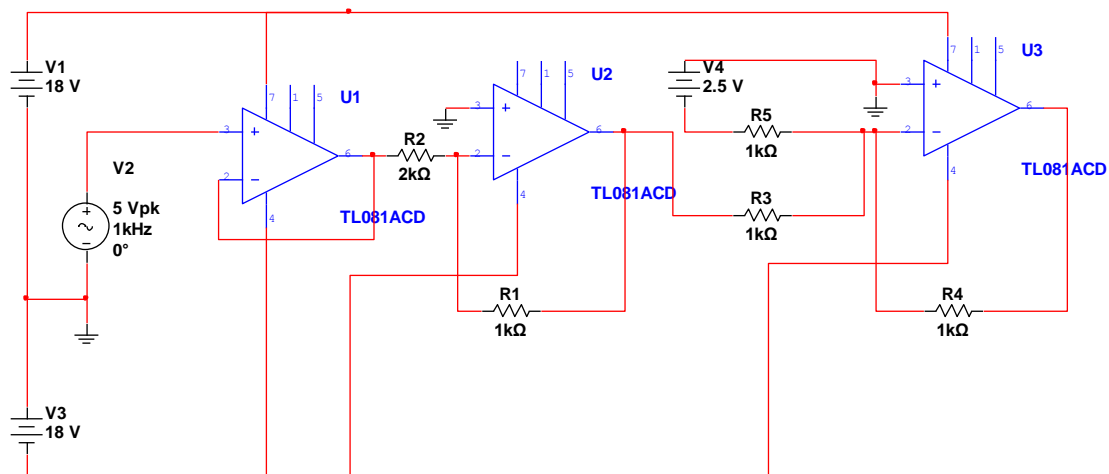 V1
18 V
V2
5 Vpk
1kHz
0°
V3
18 V
7
1
5
U1
3
2
6
4
TL081ACD
R2
2kΩ
7
1
5
U2
3
2
6
4
TL081ACD
R1
1kΩ
V4
2.5 V
R5
1kΩ
R3
1kΩ
7
1
5
U3
3
2
6
4
TL081ACD
R4
1kΩ